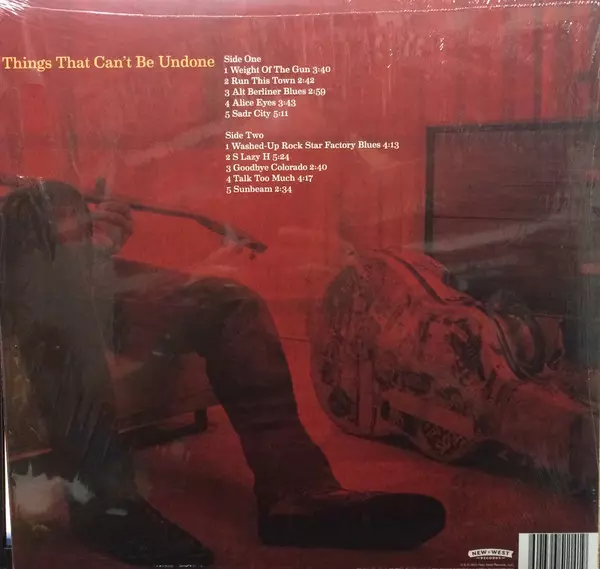 Things That Can't Be Undone
Side One
1 Weight Of The Gun 3:40
2 Run This Town 2:42
3 Alt Berliner Blues 2:59
4 Alice Eyes 3:43
5 Sadr City 5:11
Side Two
1 Washed-Up Rock Star Factory Blues 4:13
2 S Lazy H 5:24
3 Goodbye Colorado 2:40
4 Talk Too Much 4:17
5 Sunbeam 2:34
NEW WEST
RECORDS